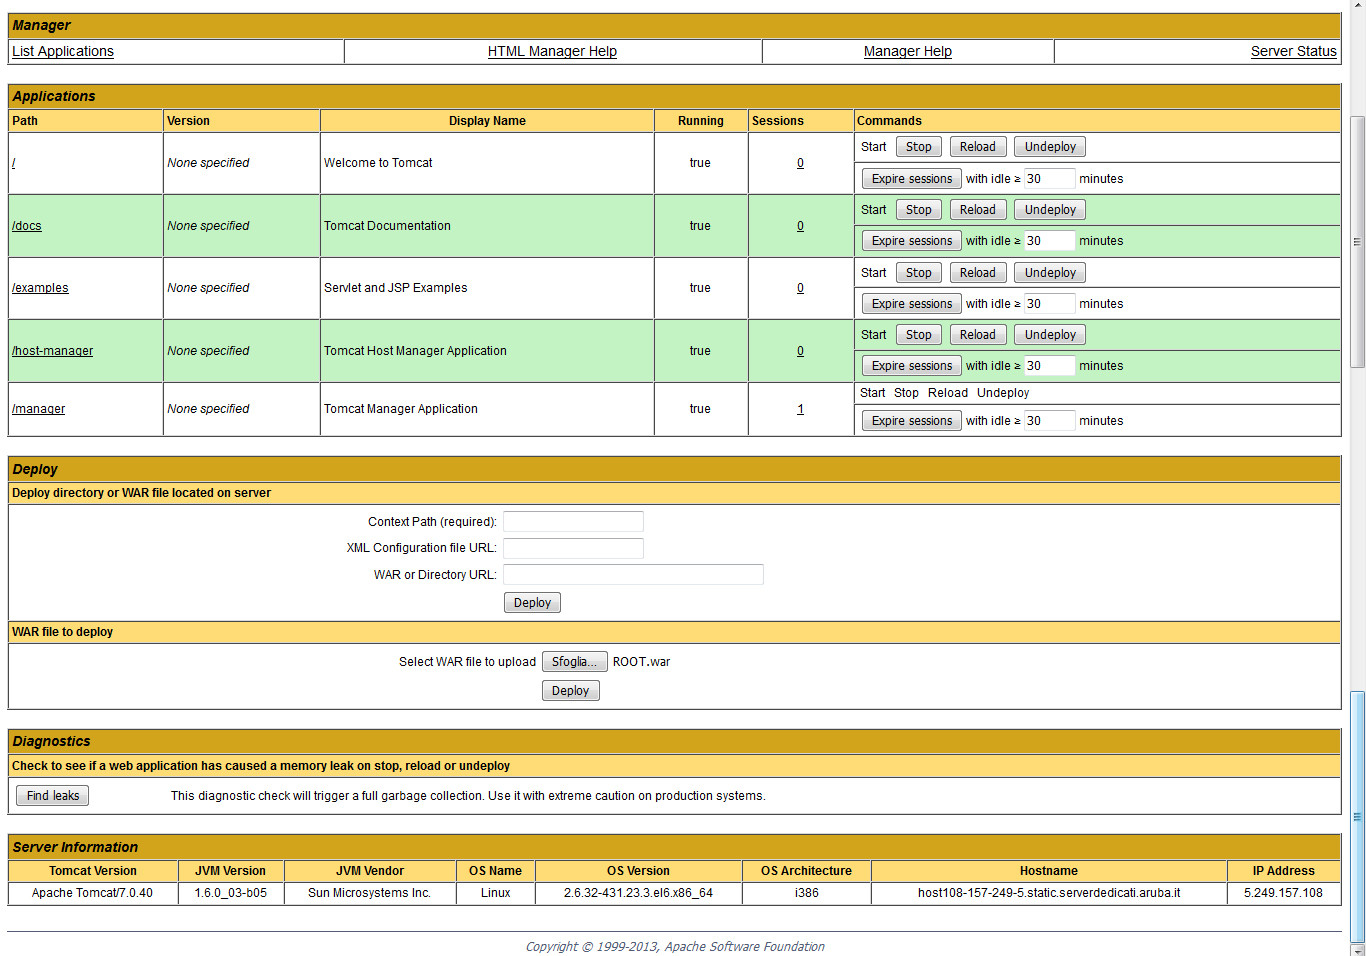 Manager
List Applications HTML Manager Help Manager Help Server Status
Applications
Path Version Display Name Running Sessions Commands
/ None specified Welcome to Tomcat true 0 Start Stop Reload Undeploy
Expire sessions with idle ≥ 30 minutes
/docs None specified Tomcat Documentation true 0 Start Stop Reload Undeploy
Expire sessions with idle ≥ 30 minutes
/examples None specified Servlet and JSP Examples true 0 Start Stop Reload Undeploy
Expire sessions with idle ≥ 30 minutes
/host-manager None specified Tomcat Host Manager Application true 0 Start Stop Reload Undeploy
Expire sessions with idle ≥ 30 minutes
/manager None specified Tomcat Manager Application true 1 Start Stop Reload Undeploy
Expire sessions with idle ≥ 30 minutes
Deploy
Deploy directory or WAR file located on server
Context Path (required):
XML Configuration file URL:
WAR or Directory URL:
Deploy
WAR file to deploy
Select WAR file to upload Sfoglia... ROOT.war
Deploy
Diagnostics
Check to see if a web application has caused a memory leak on stop, reload or undeploy
Find leaks This diagnostic check will trigger a full garbage collection. Use it with extreme caution on production systems.
Server Information
Tomcat Version JVM Version JVM Vendor OS Name OS Version OS Architecture Hostname IP Address
Apache Tomcat/7.0.40 1.6.0_03-b05 Sun Microsystems Inc. Linux 2.6.32-431.23.3.el6.x86_64 i386 host108-157-249-5.static.serverdedicati.aruba.it 5.249.157.108
Copyright © 1999-2013, Apache Software Foundation